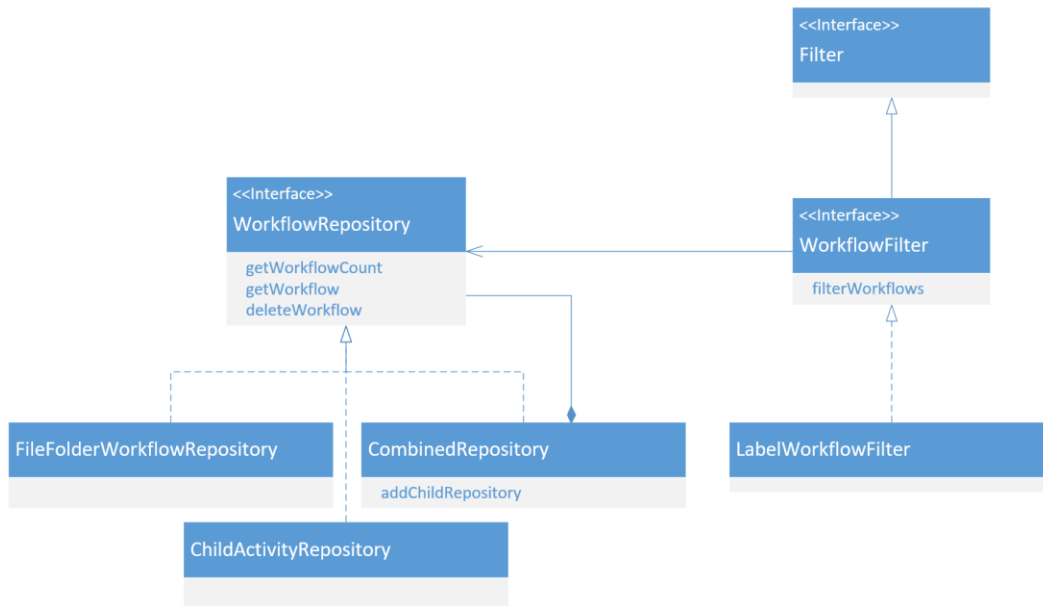 <<Interface>>
Filter
<<Interface>>
WorkflowRepository
getWorkflowCount
getWorkflow
deleteWorkflow
<<Interface>>
WorkflowFilter
filterWorkflows
FileFolderWorkflowRepository
CombinedRepository
addChildRepository
LabelWorkflowFilter
ChildActivityRepository